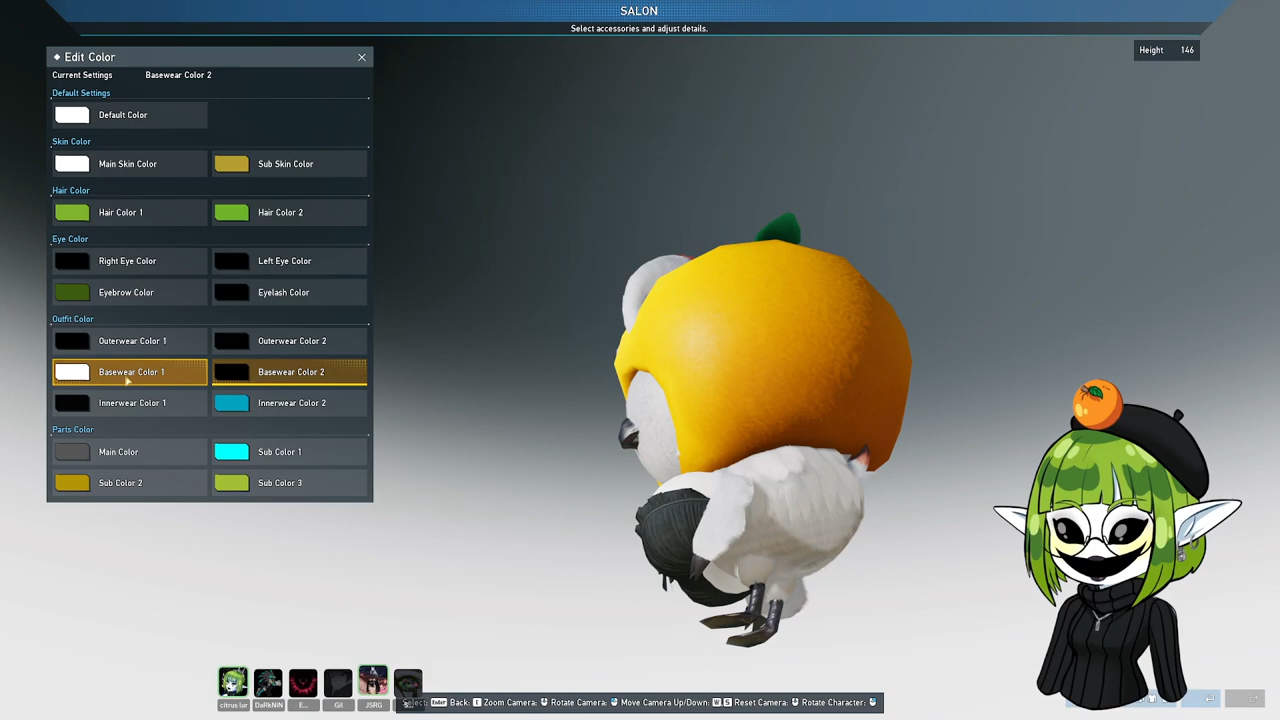 SALON
Select accessories and adjust details.
Height 146
Edit Color
Current Settings Basewear Color 2
Default Settings
Default Color
Skin Color
Main Skin Color Sub Skin Color
Hair Color
Hair Color 1 Hair Color 2
Eye Color
Right Eye Color Left Eye Color
Eyebrow Color Eyelash Color
Outfit Color
Outerwear Color 1 Outerwear Color 2
Basewear Color 1 Basewear Color 2
Innerwear Color 1 Innerwear Color 2
Parts Color
Main Color Sub Color 1
Sub Color 2 Sub Color 3
citrus lur DaRkNiN E... Git JSRG
Enter Back: Zoom Camera: Rotate Camera: Move Camera Up/Down: W S Reset Camera: Rotate Character: